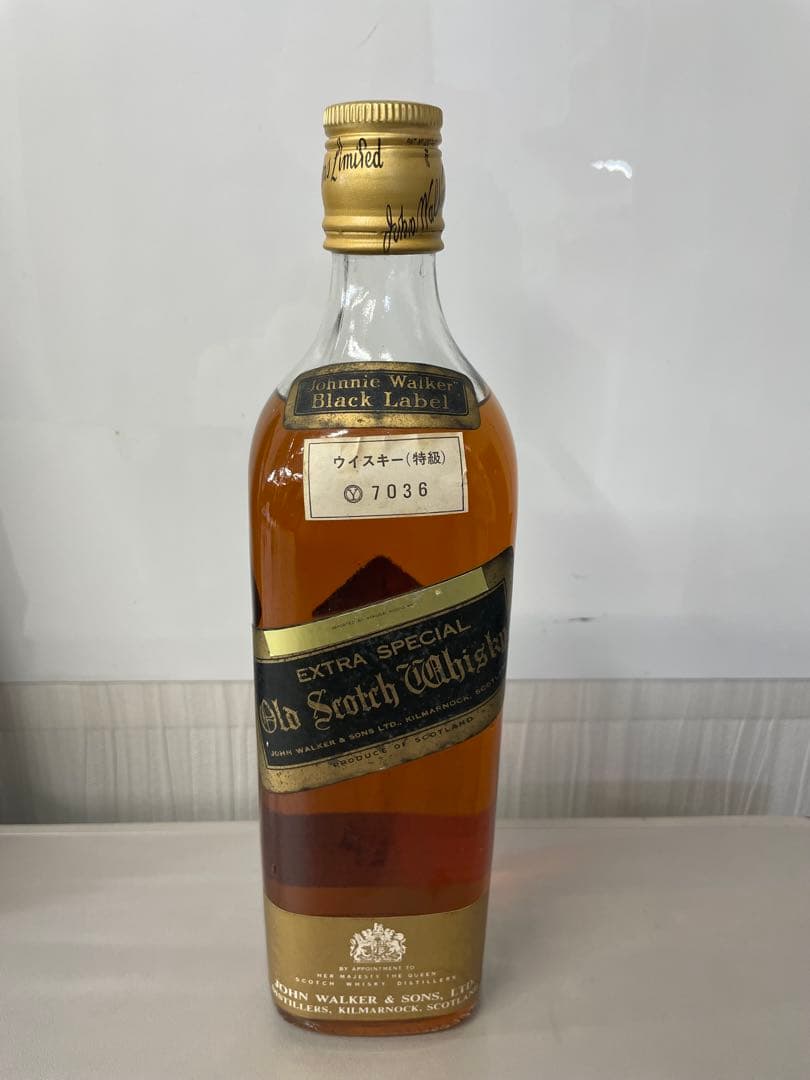 Limited
John Wal
"Johnnie Walker"
Black Label
ウイスキー(特級)
Ⓨ 7036
EXTRA SPECIAL
Old Scotch Whisky
JOHN WALKER & SONS LTD., KILMARNOCK, SCOTL
PRODUCE OF SCOTLAND
BY APPOINTMENT TO
HER MAJESTY THE QUEEN
SCOTCH WHISKY DISTILLERS
JOHN WALKER & SONS, LTD
DISTILLERS, KILMARNOCK, SCOTLAND